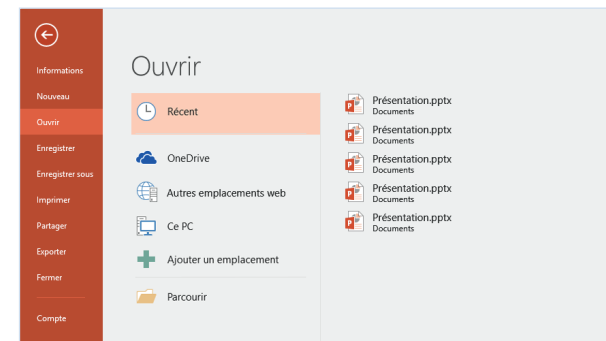 Informations
Nouveau
Ouvrir
Enregistrer
Enregistrer sous
Imprimer
Partager
Exporter
Fermer
Compte
Ouvrir
Récent
OneDrive
Autres emplacements web
Ce PC
Ajouter un emplacement
Parcourir
Présentation.pptx
Documents
Présentation.pptx
Documents
Présentation.pptx
Documents
Présentation.pptx
Documents
Présentation.pptx
Documents